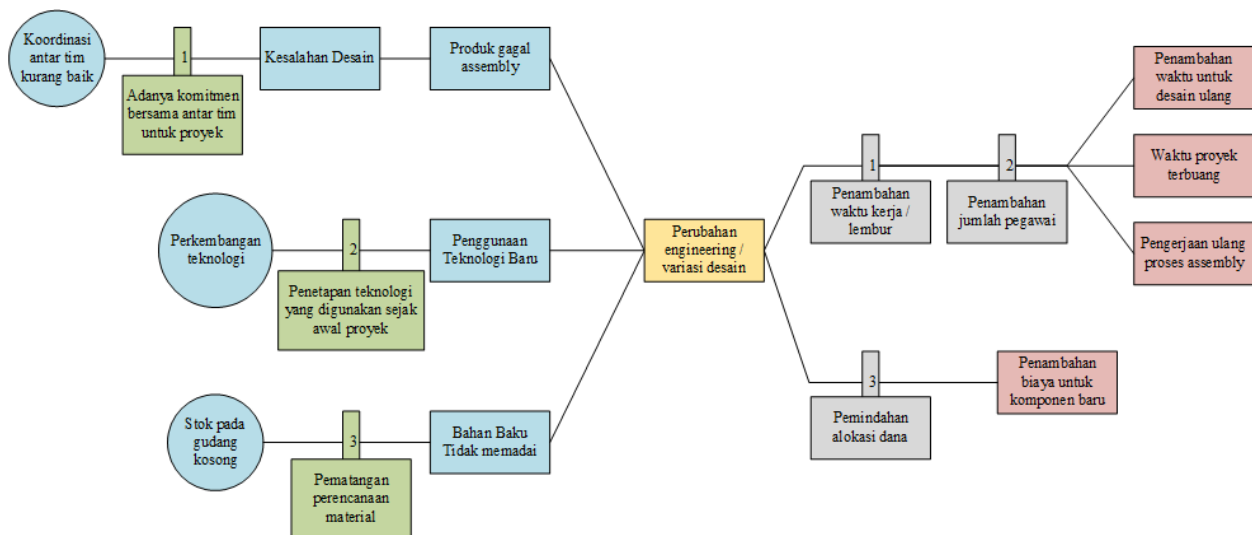 Koordinasi
antar tim
kurang baik
1
Adanya komitmen
bersama antar tim
untuk proyek
Kesalahan Desain
Produk gagal
assembly
Perkembangan
teknologi
2
Penetapan teknologi
yang digunakan sejak
awal proyek
Penggunaan
Teknologi Baru
Stok pada
gudang
kosong
3
Pematangan
perencanaan
material
Bahan Baku
Tidak memadai
Perubahan
engineering /
variasi desain
1
Penambahan
waktu kerja /
lembur
2
Penambahan
jumlah pegawai
Penambahan
waktu untuk
desain ulang
Waktu proyek
terbuang
Pengerjaan ulang
proses assembly
3
Pemindahan
alokasi dana
Penambahan
biaya untuk
komponen baru